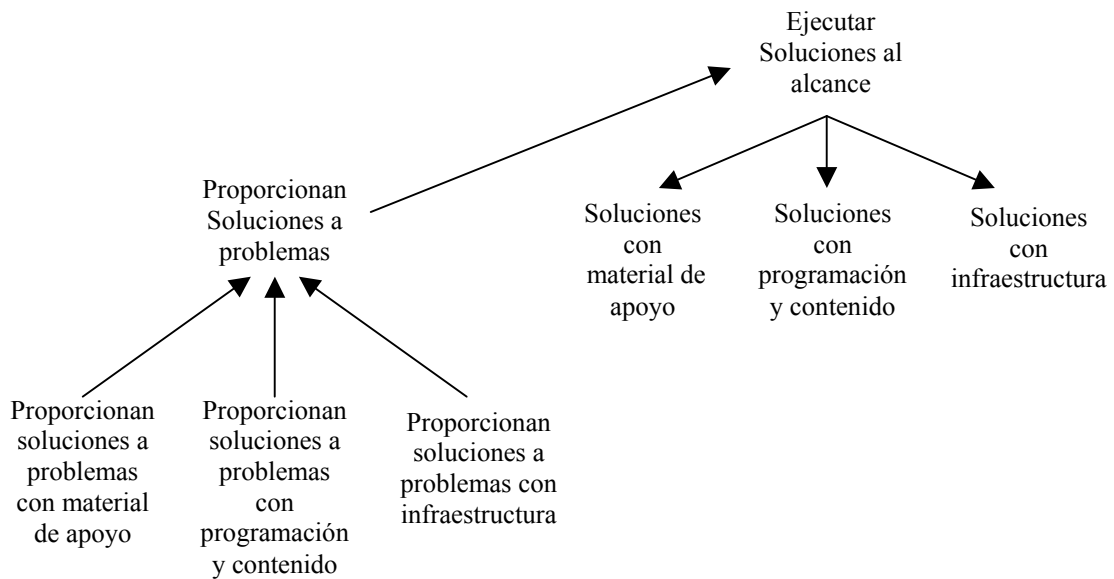 Ejecutar
Soluciones al
alcance
Proporcionan
Soluciones a
problemas
Soluciones
con
material de
apoyo
Soluciones
con
programación
y contenido
Soluciones
con
infraestructura
Proporcionan
soluciones a
problemas
con material
de apoyo
Proporcionan
soluciones a
problemas
con
programación
y contenido
Proporcionan
soluciones a
problemas con
infraestructura